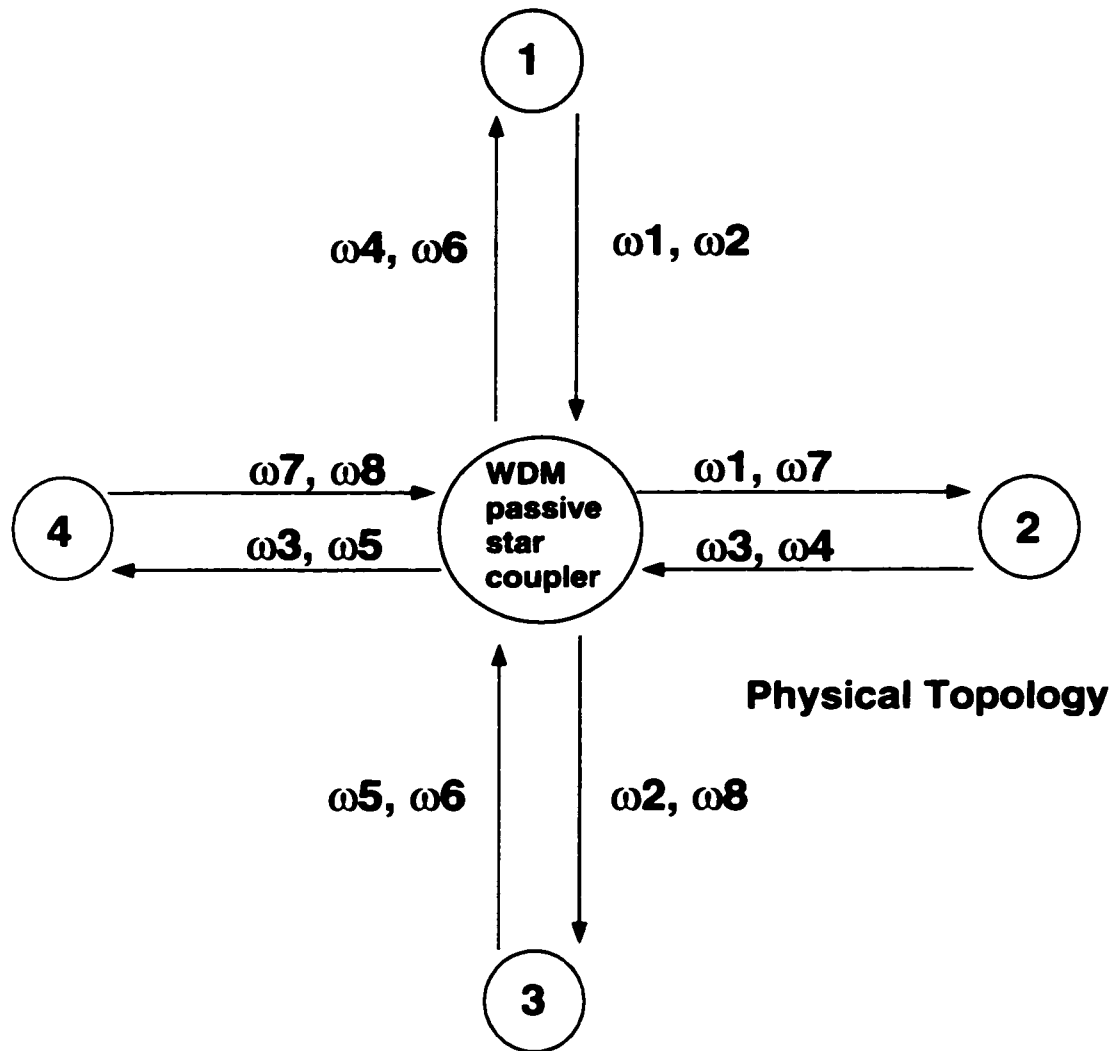 1
ω4, ω6
ω1, ω2
4
ω7, ω8
ω3, ω5
WDM
passive
star
coupler
ω1, ω7
ω3, ω4
2
Physical Topology
ω5, ω6
ω2, ω8
3